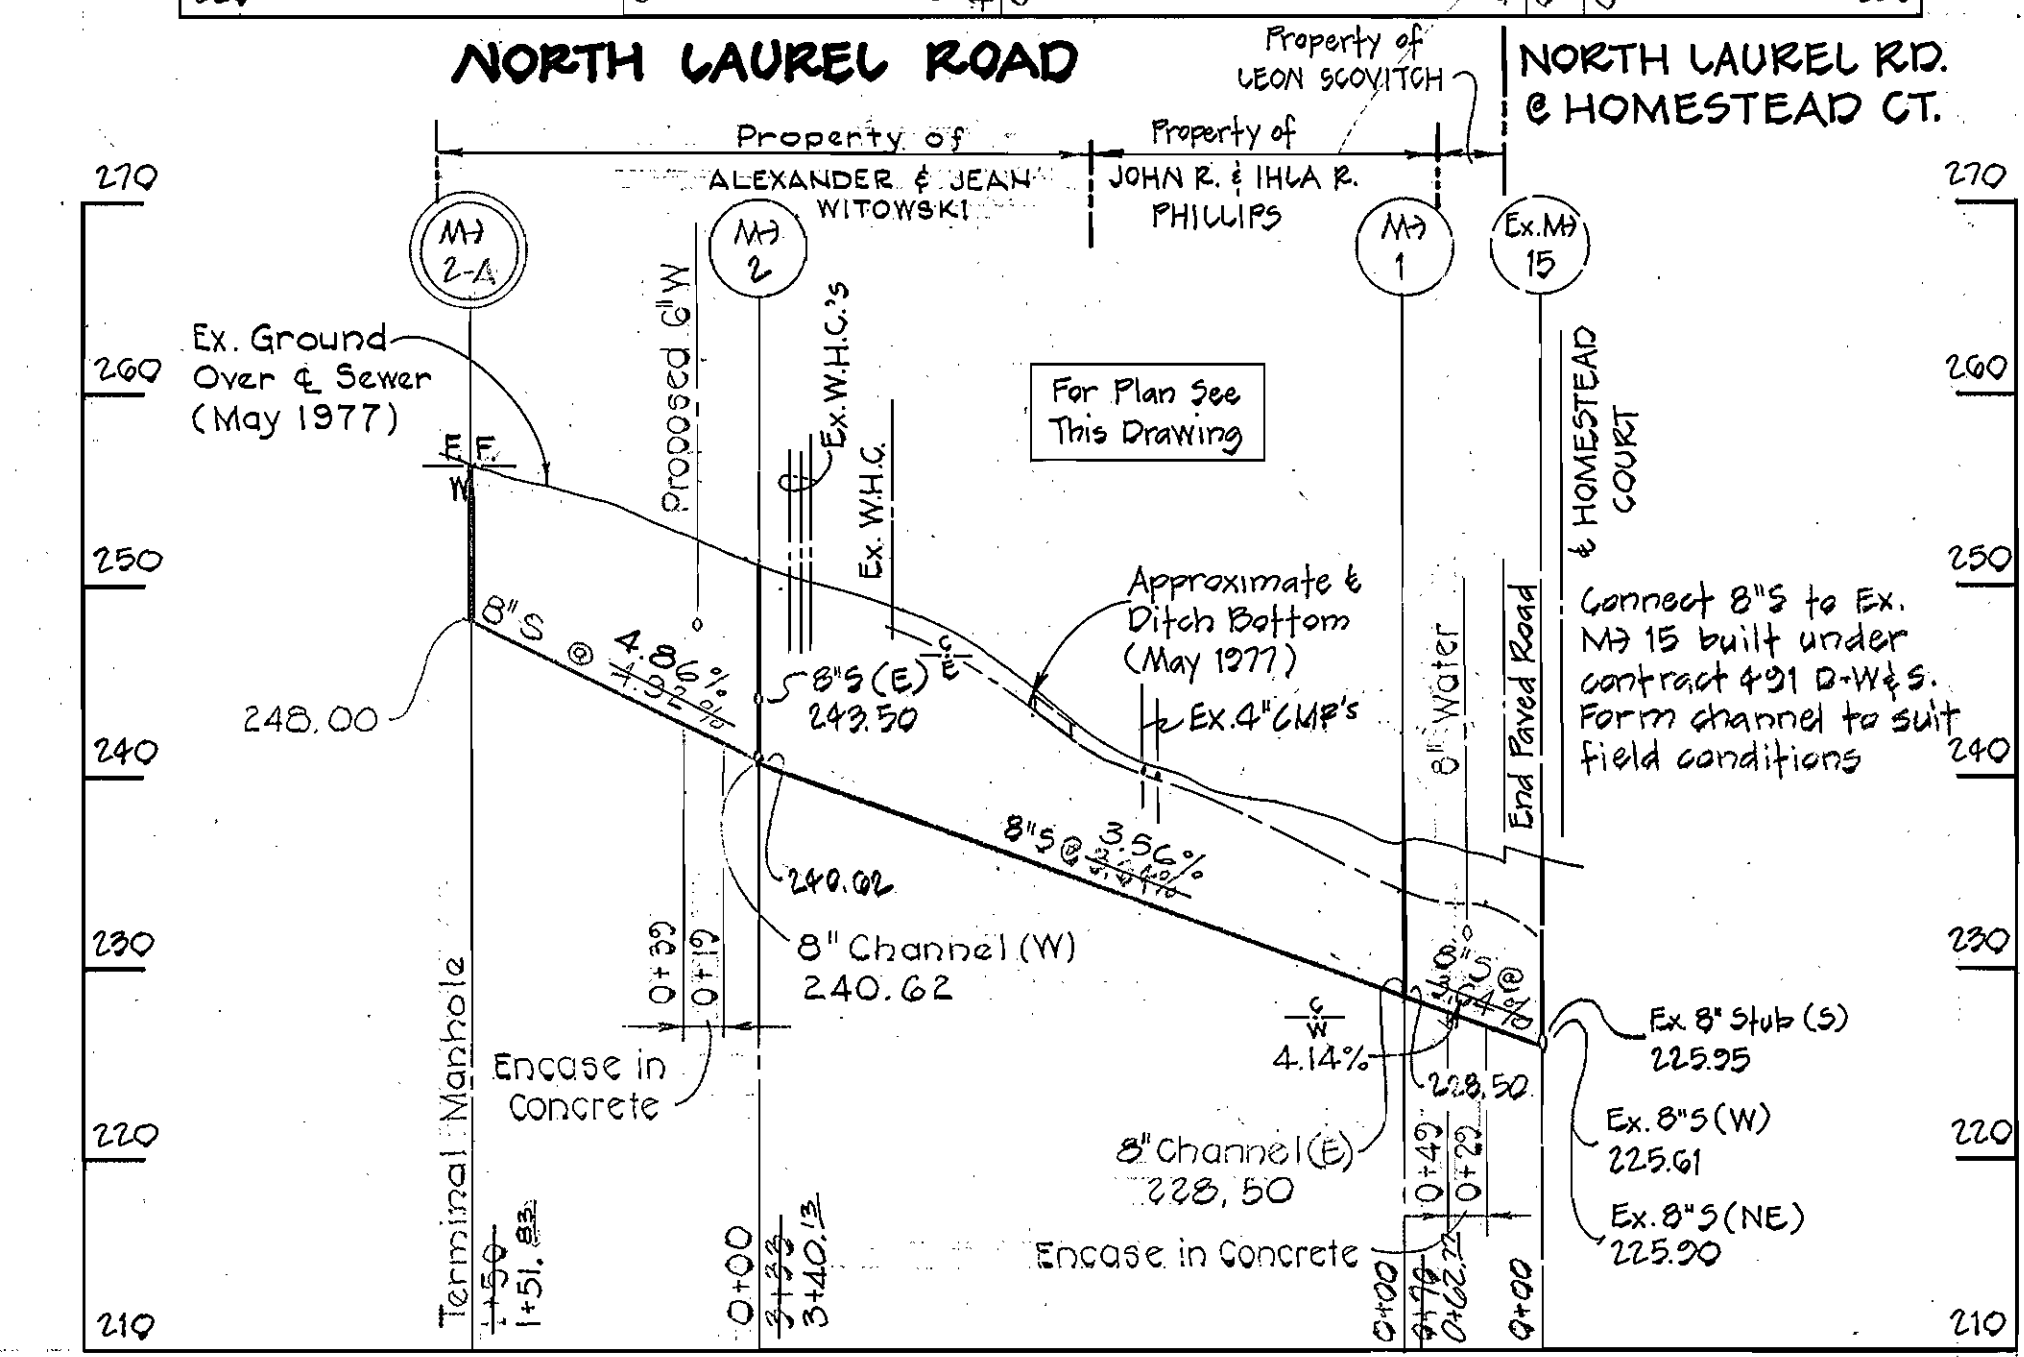 NORTH LAUREL ROAD
Property of
LEON SCOVITCH
NORTH LAUREL RD.
@ HOMESTEAD CT.
Property of
ALEXANDER & JEAN
WITOWSKI
Property of
JOHN R. & IHLA R.
PHILLIPS
270
270
MH
2-A
MH
2
MH
1
Ex. MH
15
Ex. Ground
Over ℄ Sewer
(May 1977)
260
260
Proposed 6" W
Ex. W.H.C.'s
Ex. W.H.C.
For Plan See
This Drawing
℄ HOMESTEAD
COURT
E E
W
250
250
8"S @ 4.86%
4.92%
248.00
8"S (E)
243.50
C
E
Approximate ℄
Ditch Bottom
(May 1977)
Ex. 4" CMP's
8" Water
End Paved Road
Connect 8"S to Ex.
MH 15 built under
contract 491 D-W&S.
Form channel to suit
field conditions
240
240
8"S @ 3.56%
240.62
8" Channel (W)
240.62
230
230
0+39
0+19
Encase in
Concrete
8"S @
3.64%
C
W
4.14%
228.50
Ex 8" Stub (S)
225.95
Ex. 8"S (W)
225.61
Ex. 8"S (NE)
225.90
8" Channel (E)
228.50
0+49
0+29
Encase in Concrete
220
220
Terminal Manhole
1+50
1+51.83
0+00
3+40.13
0+00
0+62.77
0+00
210
210